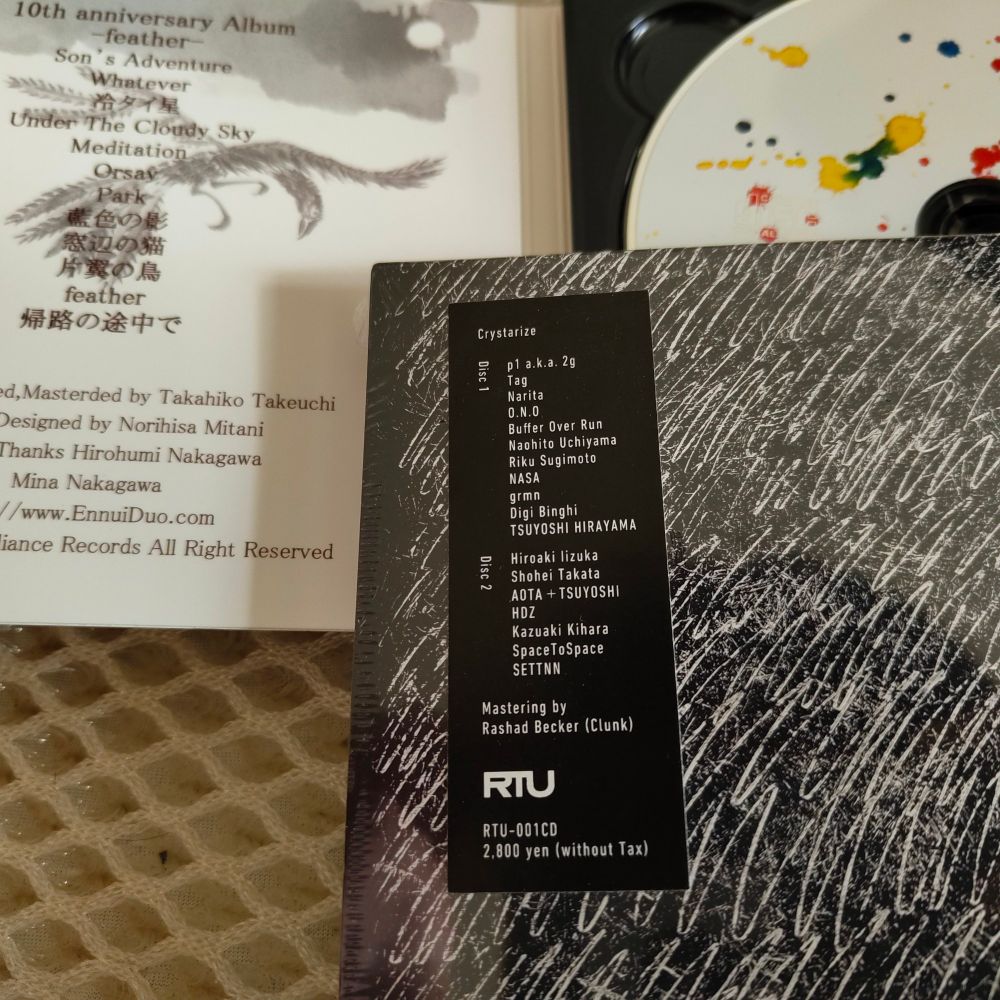 10th anniversary Album
-feather-
Son's Adventure
Whatever
冷タイ星
Under The Cloudy Sky
Meditation
Orsay
Park
藍色の影
窓辺の猫
片翼の鳥
feather
帰路の途中で
ed,Masterded by Takahiko Takeuchi
Designed by Norihisa Mitani
Thanks Hirohumi Nakagawa
Mina Nakagawa
//www.EnnuiDuo.com
liance Records All Right Reserved
Crystarize
Disc 1
p1 a.k.a. 2g
Tag
Narita
O.N.O
Buffer Over Run
Naohito Uchiyama
Riku Sugimoto
NASA
grmn
Digi Binghi
TSUYOSHI HIRAYAMA
Disc 2
Hiroaki Iizuka
Shohei Takata
AOTA + TSUYOSHI
HDZ
Kazuaki Kihara
SpaceToSpace
SETTNN
Mastering by
Rashad Becker (Clunk)
RTU
RTU-001CD
2,800 yen (without Tax)